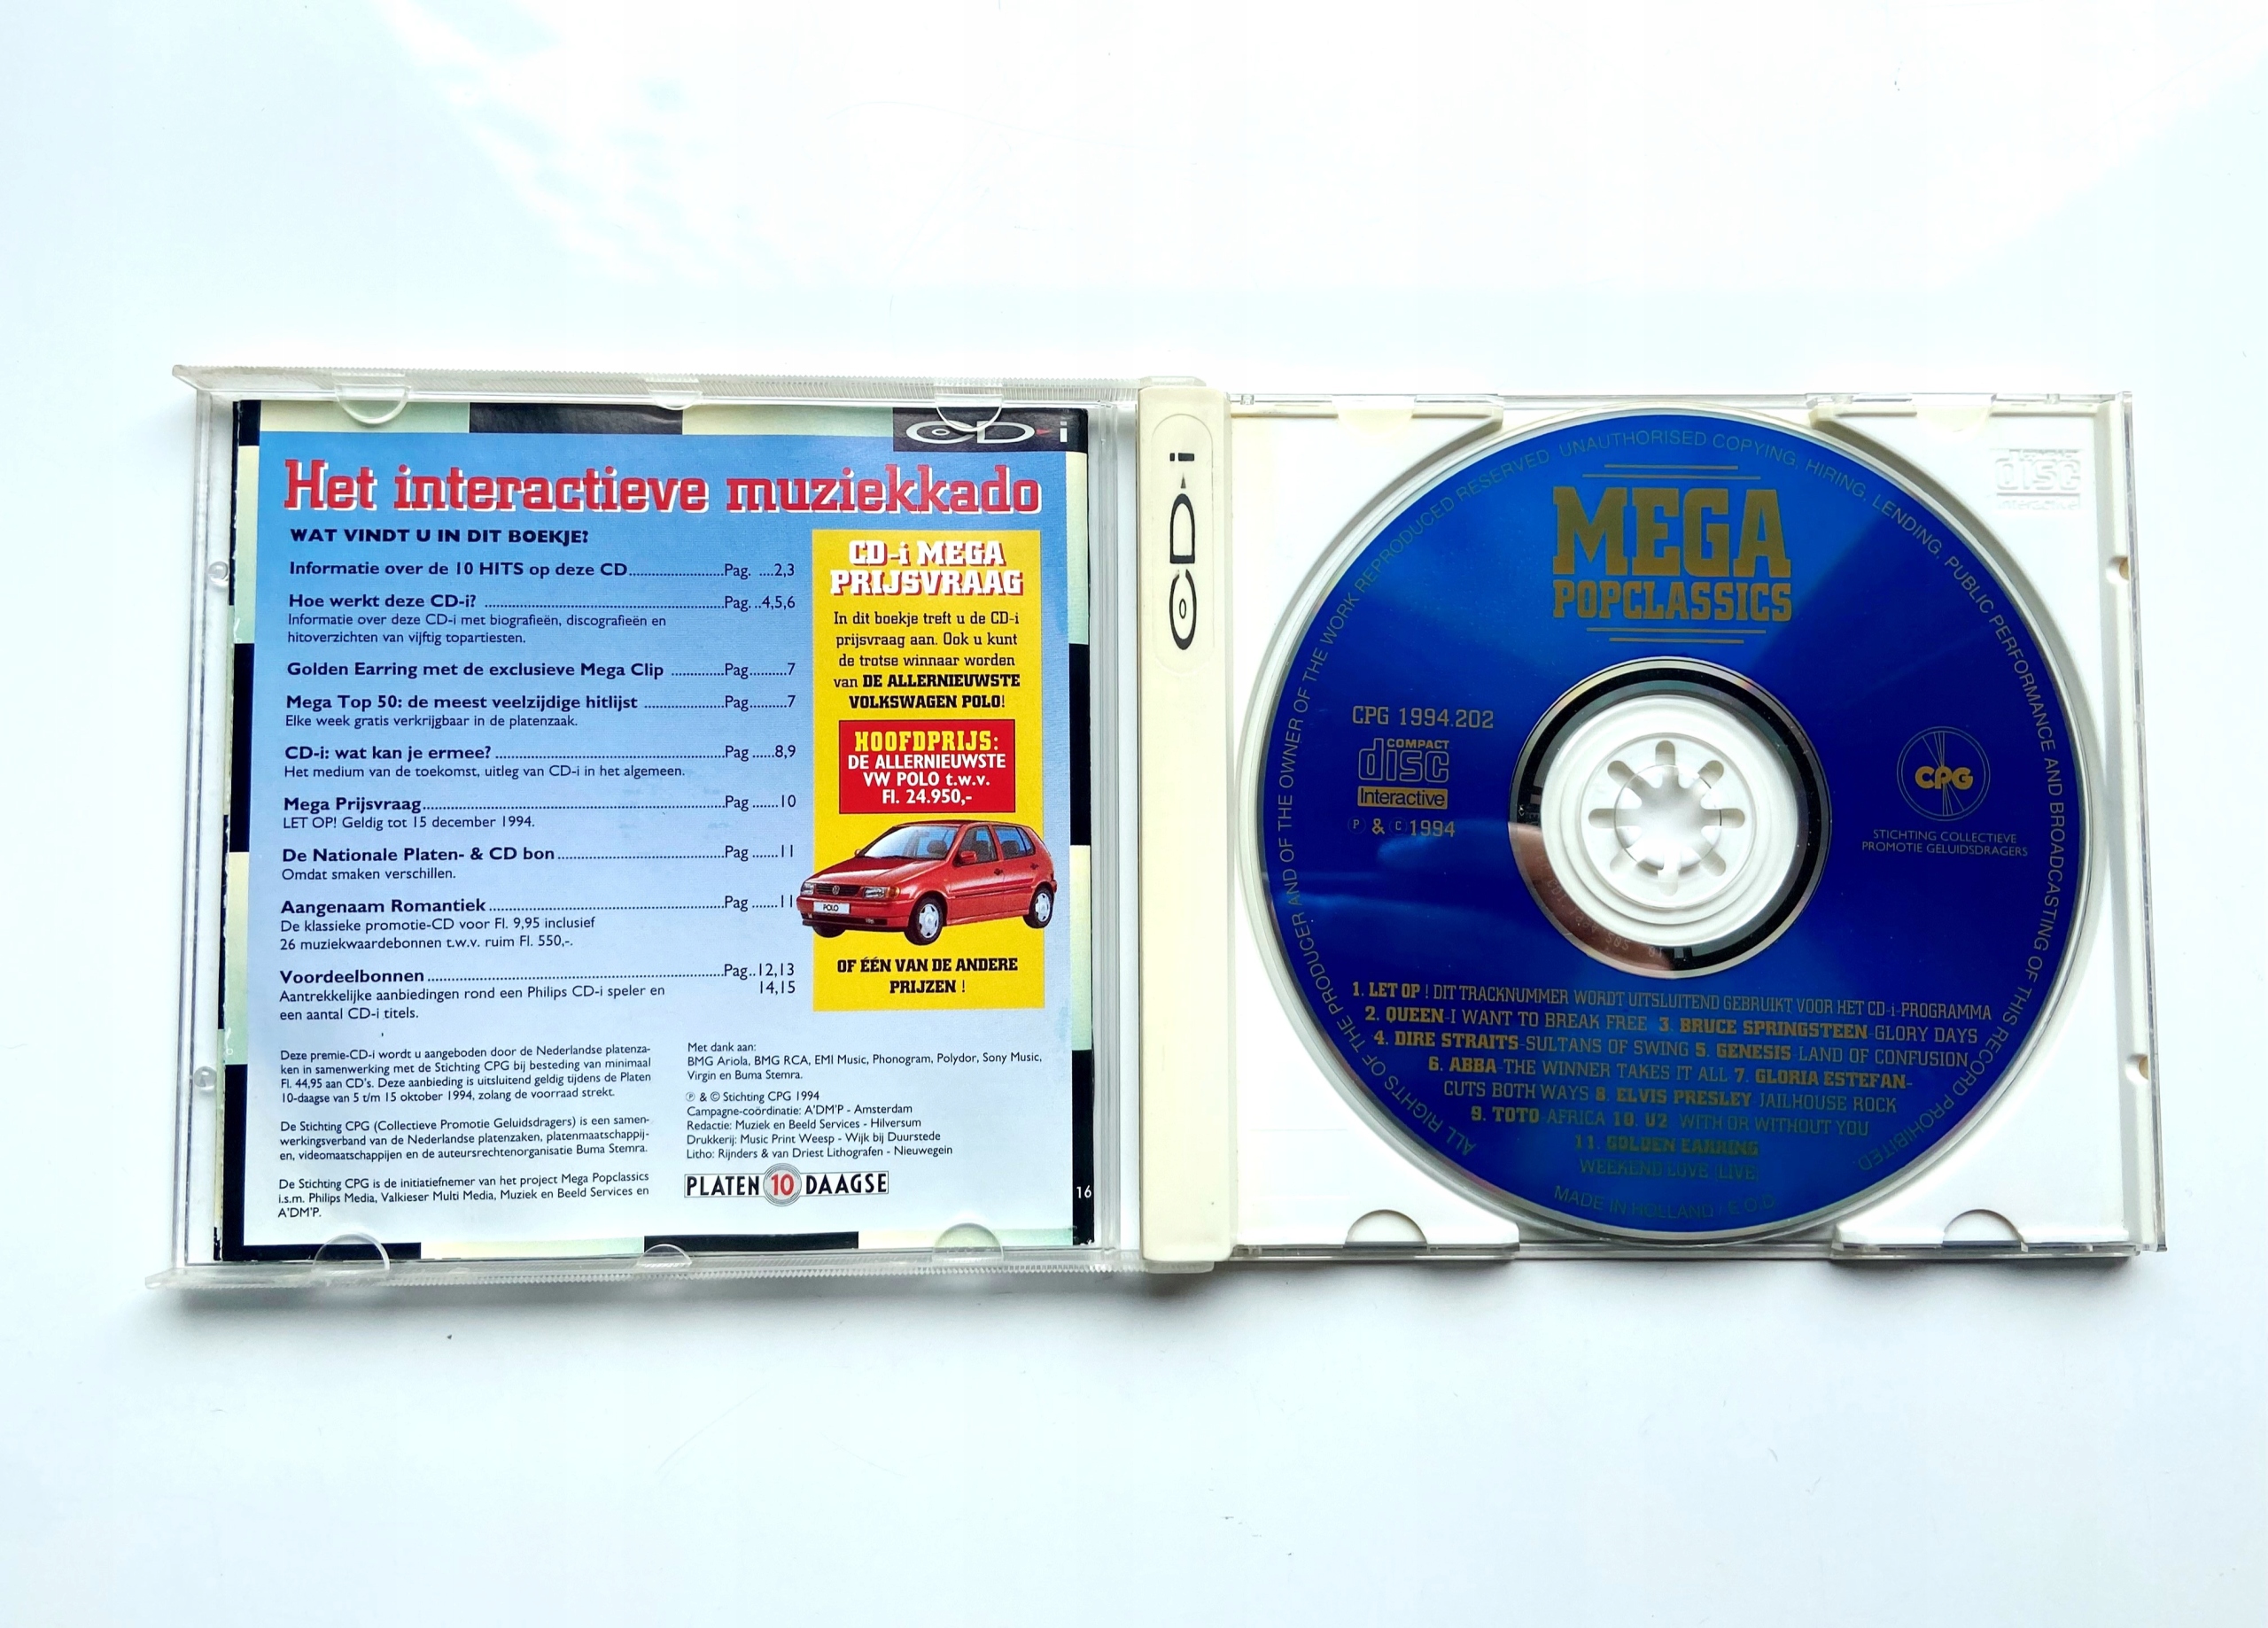 CD-i
Het interactieve muziekkado
WAT VINDT U IN DIT BOEKJE?
Informatie over de 10 HITS op deze CD.........................Pag. ....2,3
Hoe werkt deze CD-i? ..............................................................Pag. ..4,5,6
Informatie over deze CD-i met biografieën, discografieën en
hitoverzichten van vijftig topartiesten.
Golden Earring met de exclusieve Mega Clip ..............Pag..........7
Mega Top 50: de meest veelzijdige hitlijst .....................Pag..........7
Elke week gratis verkrijgbaar in de platenzaak.
CD-i: wat kan je ermee? ...........................................................Pag ......8,9
Het medium van de toekomst, uitleg van CD-i in het algemeen.
Mega Prijsvraag...............................................................................Pag .......10
LET OP! Geldig tot 15 december 1994.
De Nationale Platen- & CD bon ...........................................Pag .......11
Omdat smaken verschillen.
Aangenaam Romantiek .............................................................Pag .......11
De klassieke promotie-CD voor Fl. 9,95 inclusief
26 muziekwaardebonnen t.w.v. ruim Fl. 550,-.
Voordeelbonnen ..............................................................................Pag..12,13
14,15
Aantrekkelijke aanbiedingen rond een Philips CD-i speler en
een aantal CD-i titels.
CD-i MEGA
PRIJSVRAAG
In dit boekje treft u de CD-i
prijsvraag aan. Ook u kunt
de trotse winnaar worden
van DE ALLERNIEUWSTE
VOLKSWAGEN POLO!
HOOFDPRIJS:
DE ALLERNIEUWSTE
VW POLO t.w.v.
Fl. 24.950,-
POLO
OF ÉÉN VAN DE ANDERE
PRIJZEN !
Deze premie-CD-i wordt u aangeboden door de Nederlandse platenza-
ken in samenwerking met de Stichting CPG bij besteding van minimaal
Fl. 44,95 aan CD's. Deze aanbieding is uitsluitend geldig tijdens de Platen
10-daagse van 5 t/m 15 oktober 1994, zolang de voorraad strekt.
De Stichting CPG (Collectieve Promotie Geluidsdragers) is een samen-
werkingsverband van de Nederlandse platenzaken, platenmaatschappij-
en, videomaatschappijen en de auteursrechtenorganisatie Buma Stemra.
De Stichting CPG is de initiatiefnemer van het project Mega Popclassics
i.s.m. Philips Media, Valkieser Multi Media, Muziek en Beeld Services en
A'DM'P.
Met dank aan:
BMG Ariola, BMG RCA, EMI Music, Phonogram, Polydor, Sony Music,
Virgin en Buma Stemra.
℗ & © Stichting CPG 1994
Campagne-coördinatie: A'DM'P - Amsterdam
Redactie: Muziek en Beeld Services - Hilversum
Drukkerij: Music Print Weesp - Wijk bij Duurstede
Litho: Rijnders & van Driest Lithografen - Nieuwegein
PLATEN 10 DAAGSE
16
CD-i
disc
Interactive
ALL RIGHTS OF THE PRODUCER AND OF THE OWNER OF THE WORK REPRODUCED RESERVED. UNAUTHORISED COPYING, HIRING, LENDING, PUBLIC PERFORMANCE AND BROADCASTING OF THIS RECORD PROHIBITED.
MEGA
POPCLASSICS
CPG 1994.202
COMPACT
disc
Interactive
℗ & © 1994
CPG
STICHTING COLLECTIEVE
PROMOTIE GELUIDSDRAGERS
1. LET OP ! DIT TRACKNUMMER WORDT UITSLUITEND GEBRUIKT VOOR HET CD-i-PROGRAMMA
2. QUEEN-I WANT TO BREAK FREE 3. BRUCE SPRINGSTEEN-GLORY DAYS
4. DIRE STRAITS-SULTANS OF SWING 5. GENESIS-LAND OF CONFUSION
6. ABBA-THE WINNER TAKES IT ALL 7. GLORIA ESTEFAN-
CUTS BOTH WAYS 8. ELVIS PRESLEY-JAILHOUSE ROCK
9. TOTO-AFRICA 10. U2-WITH OR WITHOUT YOU
11. GOLDEN EARRING
WEEKEND LOVE (LIVE)
MADE IN HOLLAND / E.O.D.